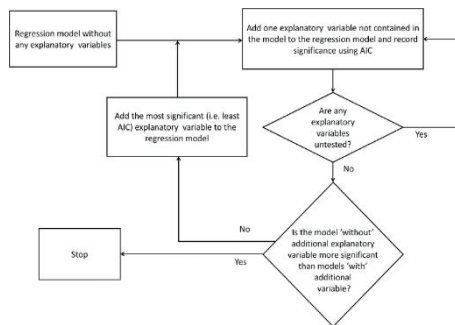 Regression model without
any explanatory variables
Add one explanatory variable not contained in
the model to the regression model and record
significance using AIC
Add the most significant (i.e. least
AIC) explanatory variable to the
regression model
Are any
explanatory
variables
untested?
Yes
No
Is the model 'without'
additional explanatory
variable more significant
than models 'with'
additional
variable?
No
Yes
Stop